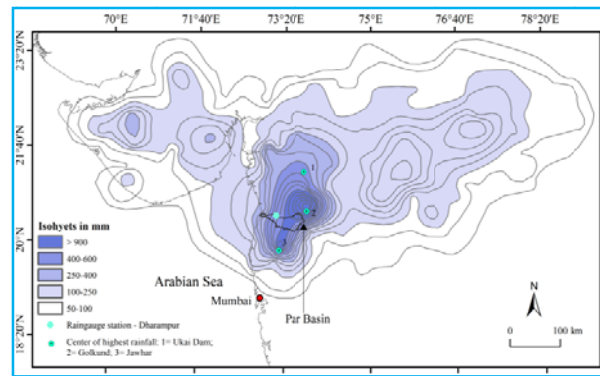 70°E 71°40'E 73°20'E 75°E 76°40'E 78°20'E
23°20'N
21°40'N
20°N
18°20'N
1
2
3
Isohyets in mm
> 900
400-600
250-400
100-250
50-100
Raingauge station - Dharampur
Center of highest rainfall: 1= Ukai Dam;
2= Golkund; 3= Jawhar
Arabian Sea
Mumbai
Par Basin
N
0 100 km